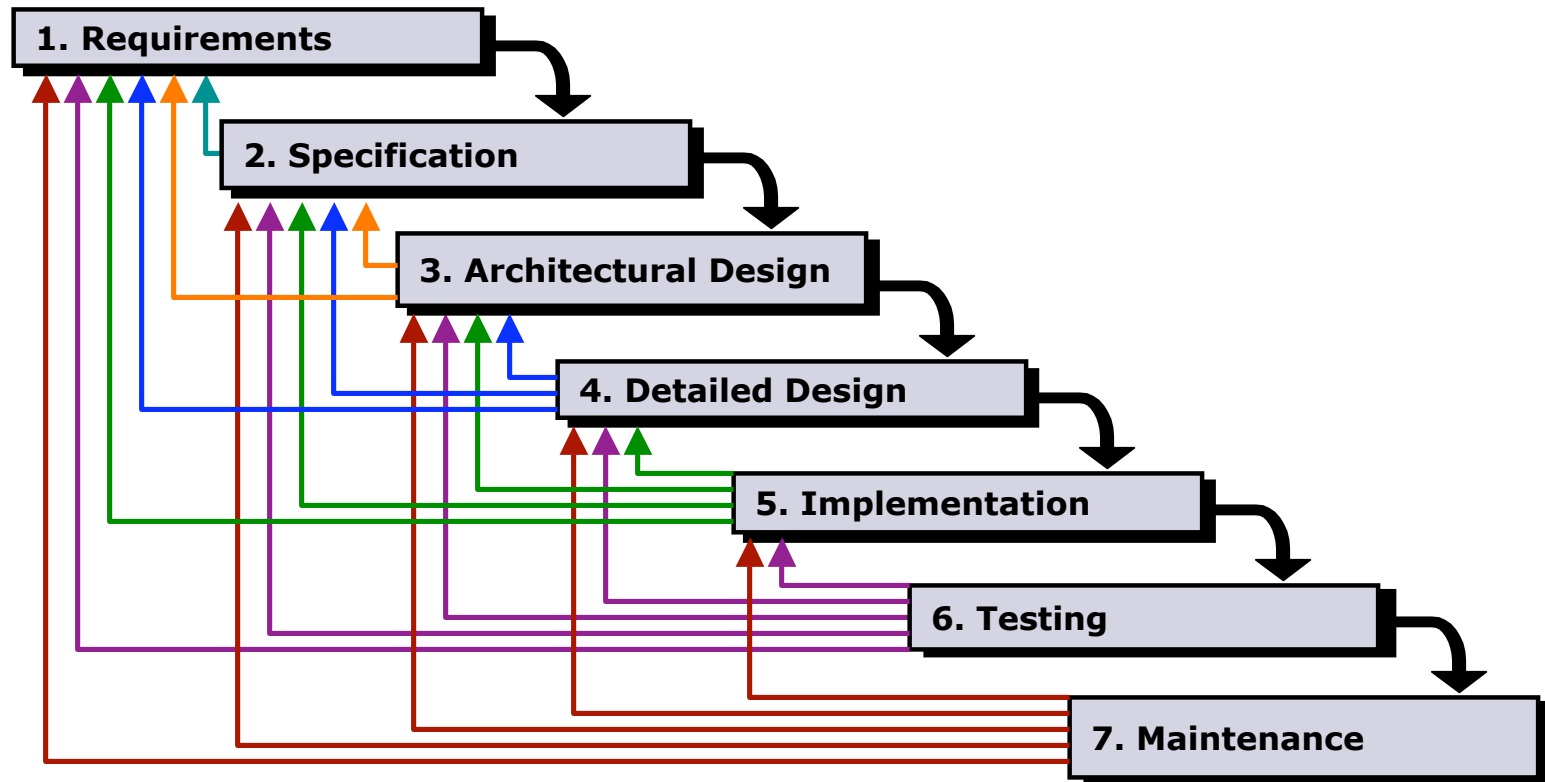 1. Requirements
2. Specification
3. Architectural Design
4. Detailed Design
5. Implementation
6. Testing
7. Maintenance